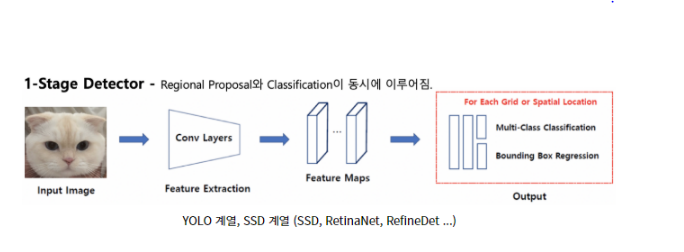 1-Stage Detector - Regional Proposal와 Classification이 동시에 이루어짐.
For Each Grid or Spatial Location
Conv Layers
...
Multi-Class Classification
Bounding Box Regression
Input Image
Feature Extraction
Feature Maps
Output
YOLO 계열, SSD 계열 (SSD, RetinaNet, RefineDet ...)